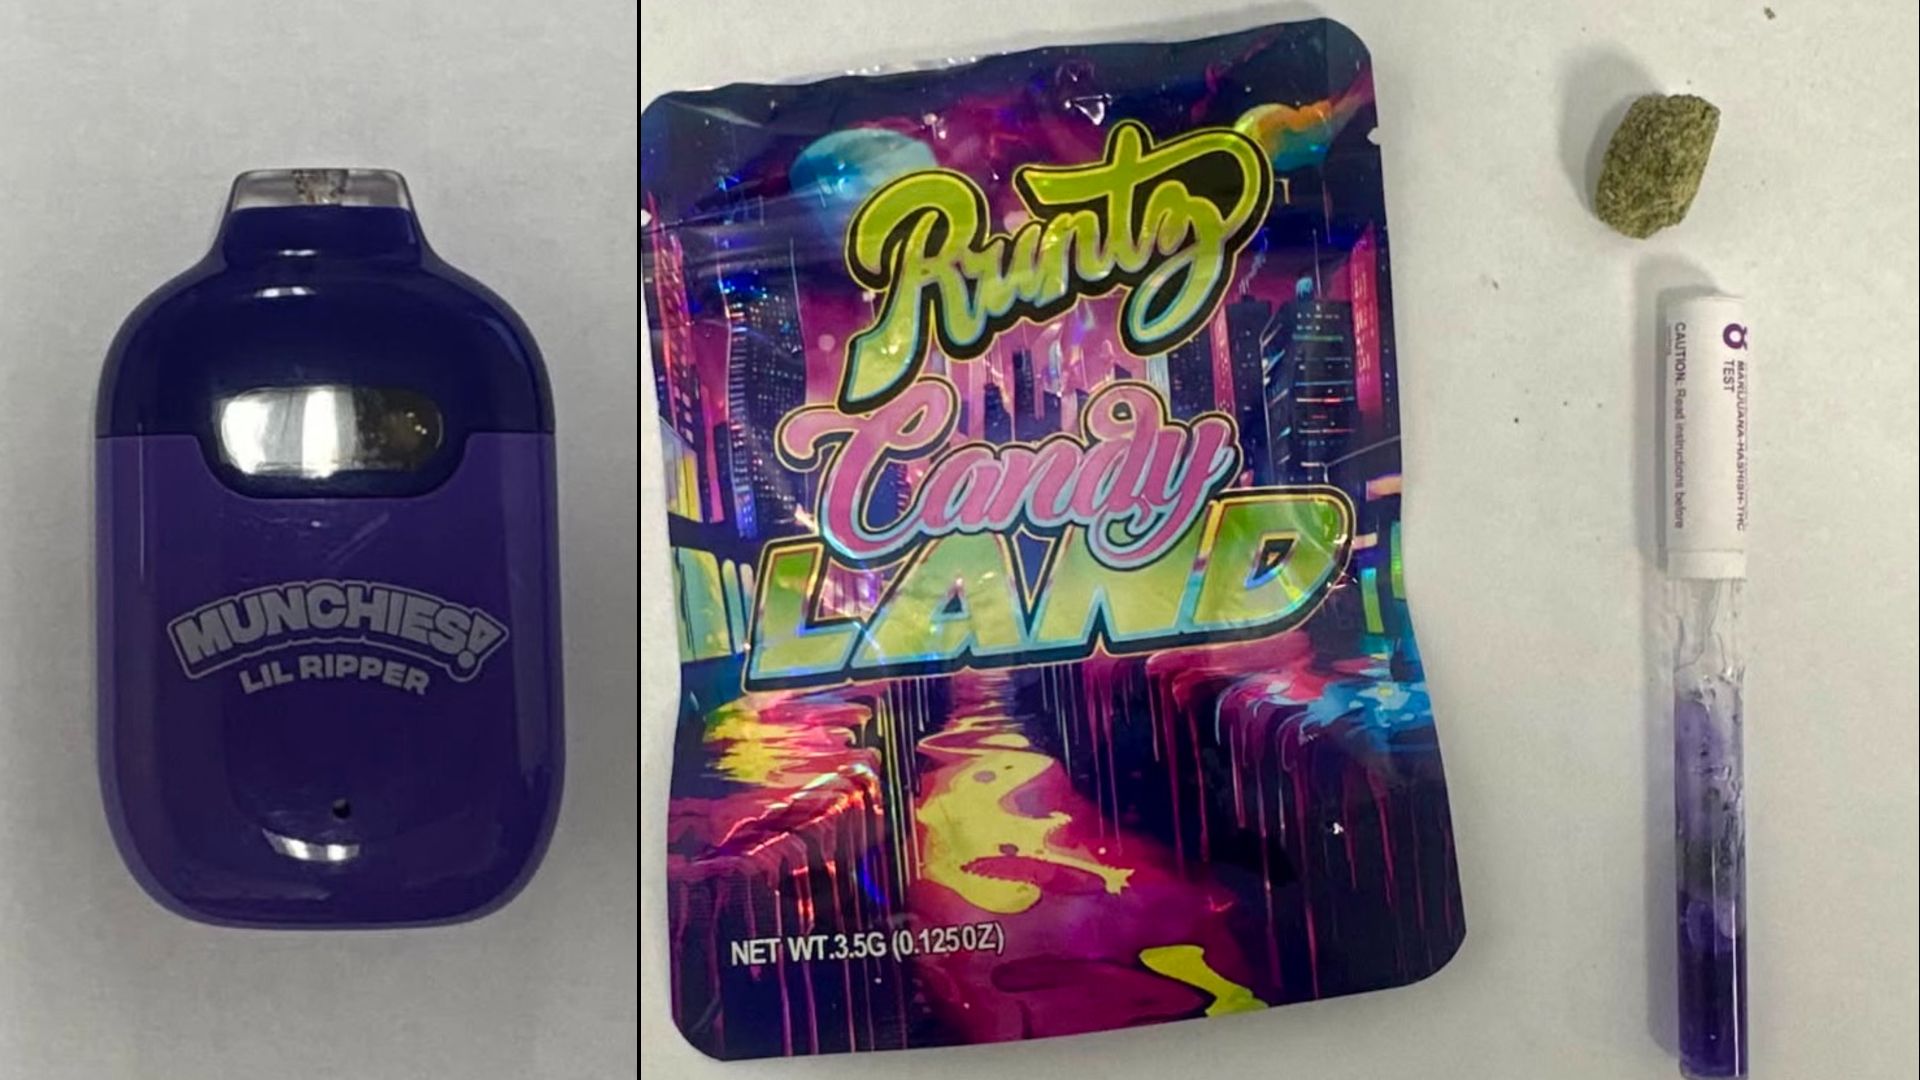 MUNCHIES!
LIL RIPPER
Runtz
Candy
LAND
NET WT.3.5G (0.125OZ)
MARIJUANA-HASHISH-THC
TEST
CAUTION: Read instructions before